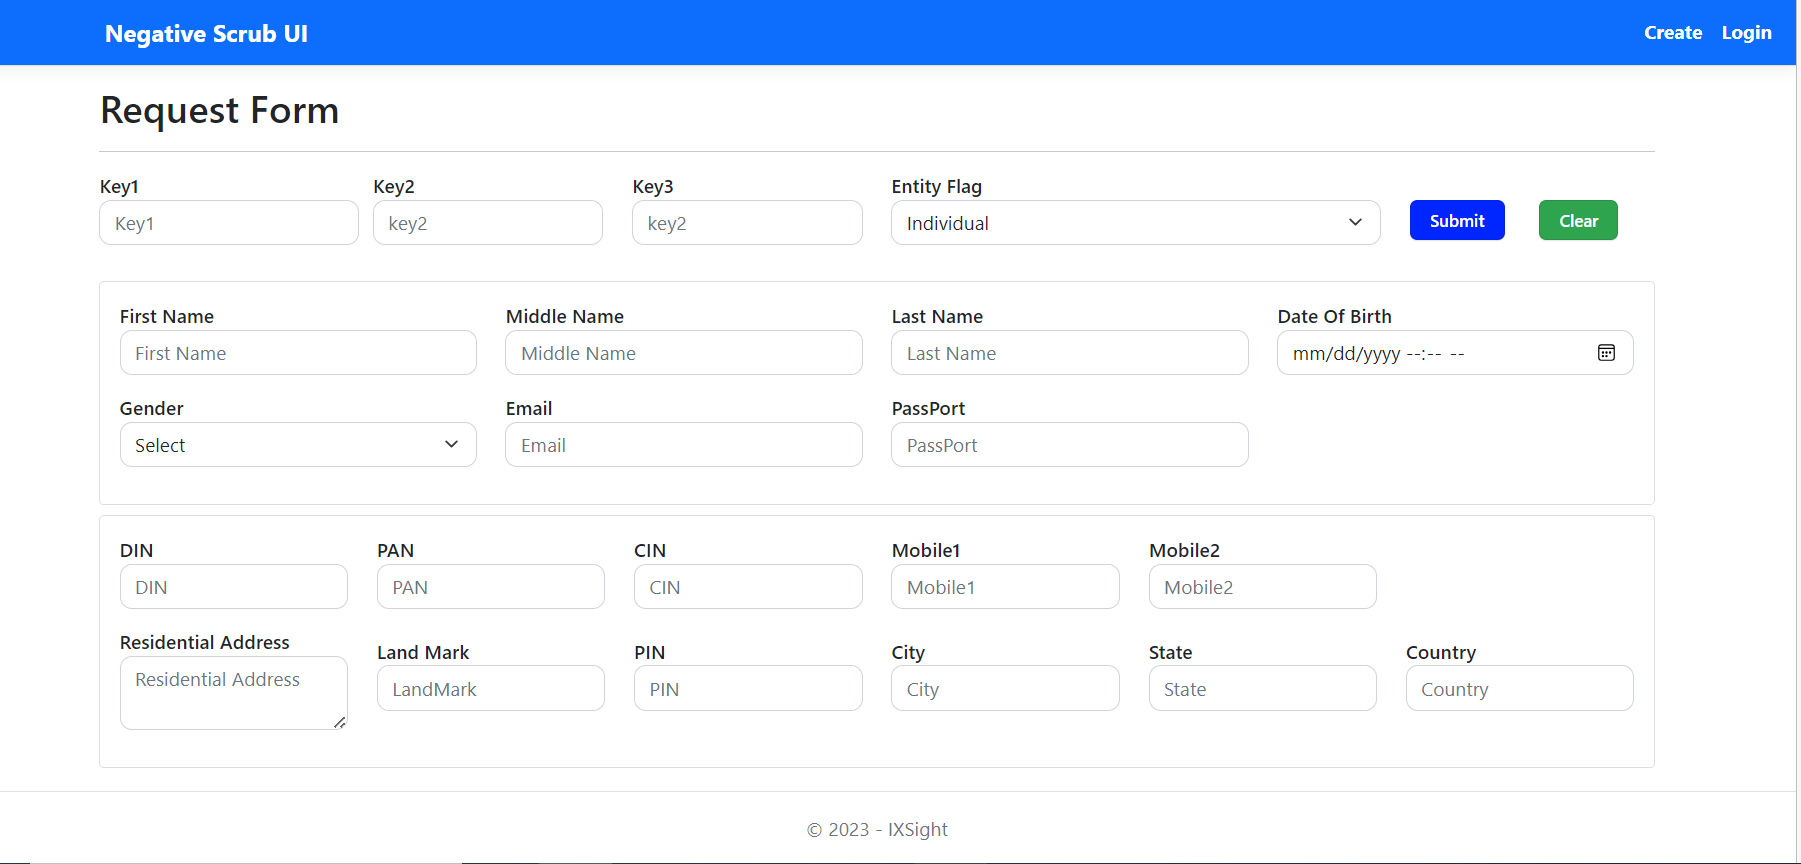 Negative Scrub UI Create Login
Request Form
Key1 Key2 Key3 Entity Flag
Key1 key2 key2 Individual Submit Clear
First Name Middle Name Last Name Date Of Birth
First Name Middle Name Last Name mm/dd/yyyy --:-- --
Gender Email PassPort
Select Email PassPort
DIN PAN CIN Mobile1 Mobile2
DIN PAN CIN Mobile1 Mobile2
Residential Address Land Mark PIN City State Country
Residential Address LandMark PIN City State Country
© 2023 - IXSight